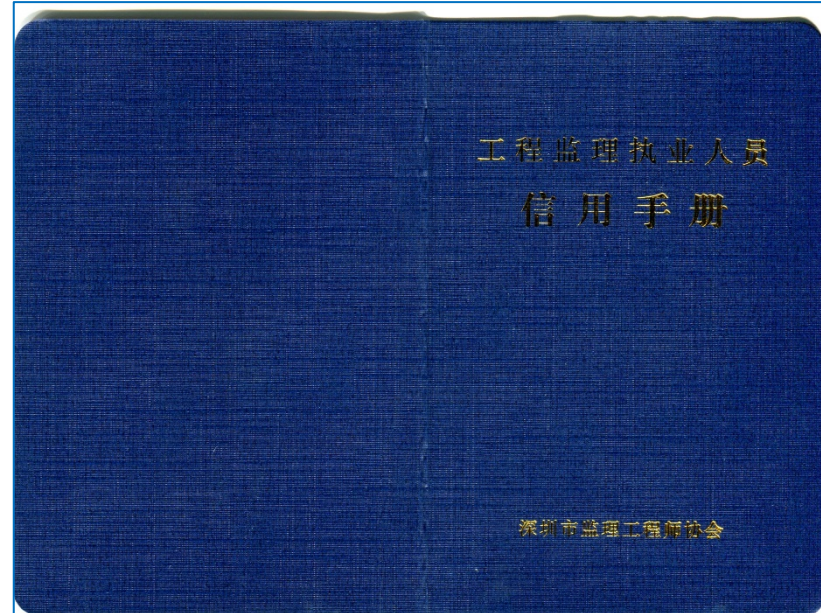 工程监理执业人员
信用手册
深圳市监理工程师协会